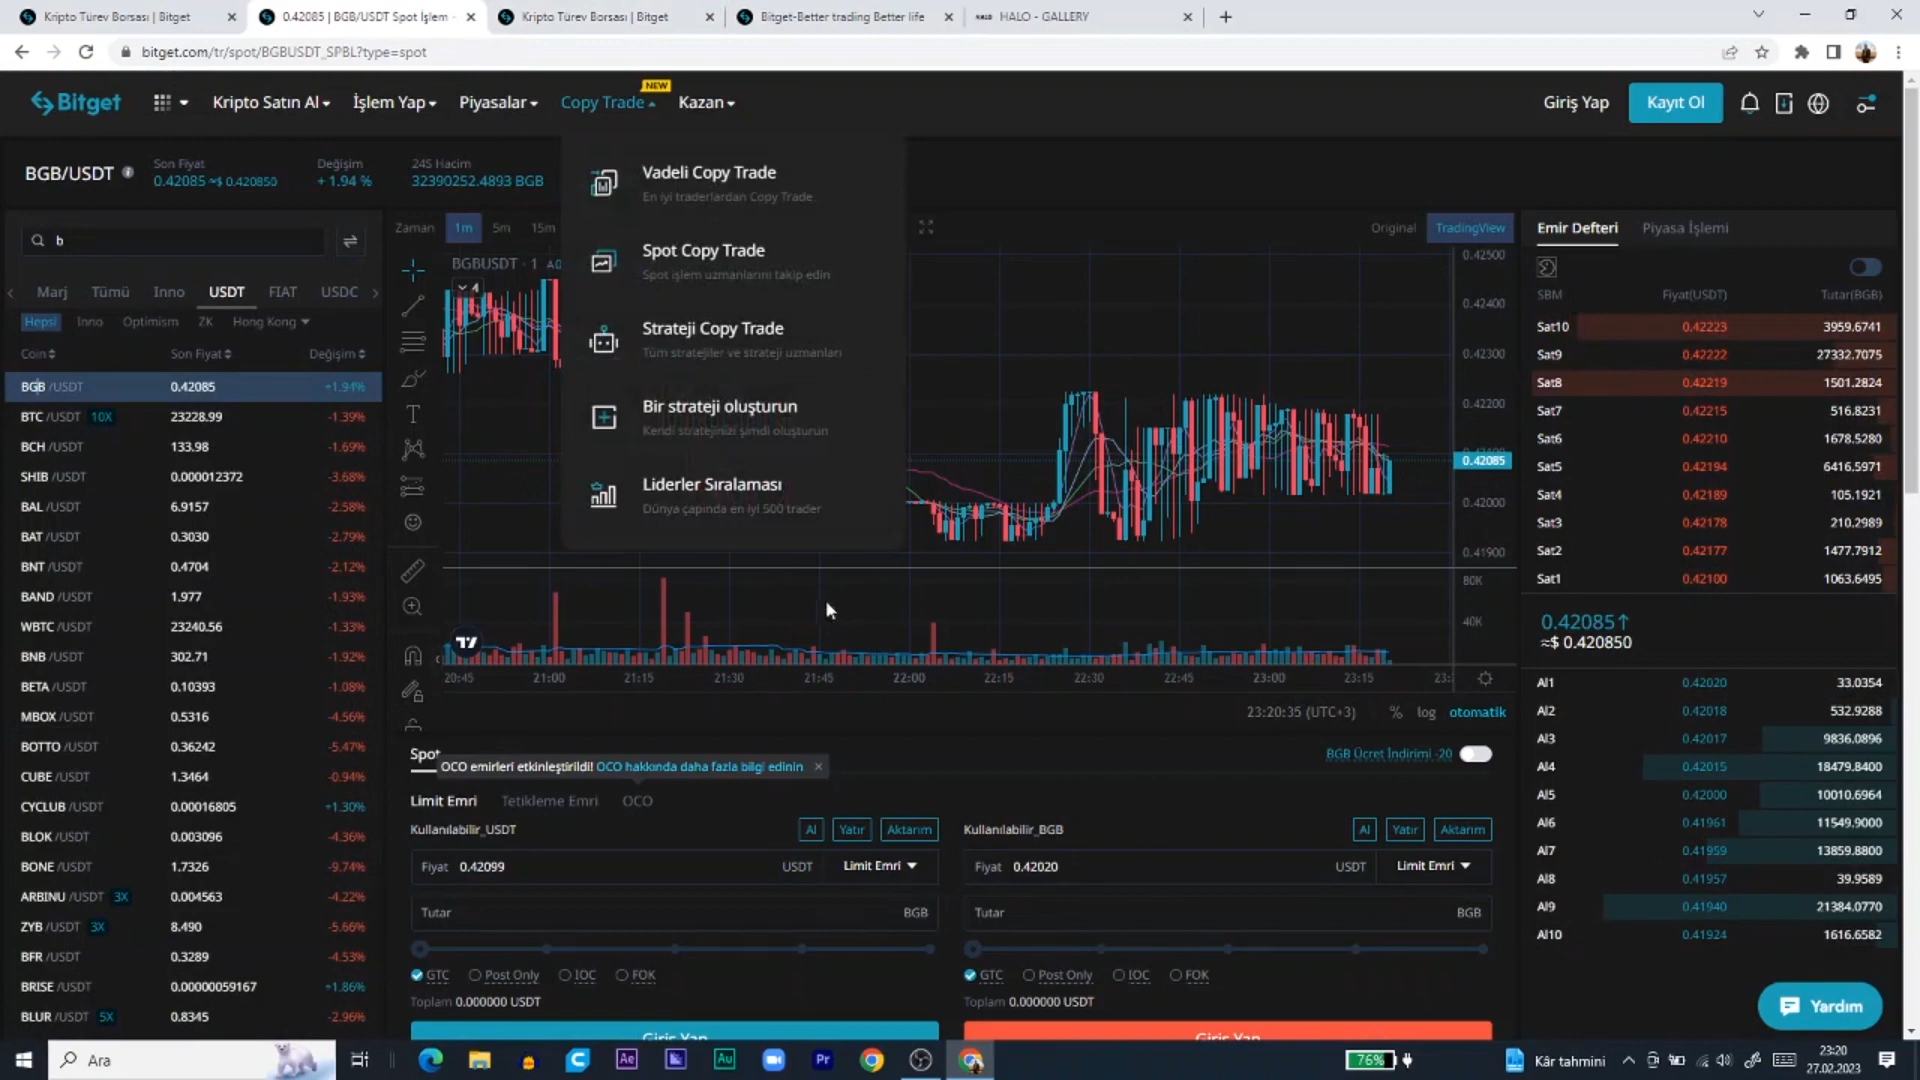 Kripto Türev Borsası | Bitget
0.42085 | BGB/USDT Spot İşlem -
Kripto Türev Borsası | Bitget
Bitget-Better trading Better life
HALO - GALLERY
bitget.com/tr/spot/BGBUSDT_SPBL?type=spot
Bitget
Kripto Satın Al
İşlem Yap
Piyasalar
Copy Trade
NEW
Kazan
Giriş Yap
Kayıt Ol
BGB/USDT
Son Fiyat
0.42085 ≈$ 0.420850
Değişim
+ 1.94 %
24S Hacim
32390252.4893 BGB
Vadeli Copy Trade
En iyi traderlardan Copy Trade
Spot Copy Trade
Spot işlem uzmanlarını takip edin
Strateji Copy Trade
Tüm stratejiler ve strateji uzmanları
Bir strateji oluşturun
Kendi stratejinizi şimdi oluşturun
Liderler Sıralaması
Dünya çapında en iyi 500 trader
b
Marj Tümü Inno USDT FIAT USDC
Hepsi Inno Optimism ZK Hong Kong
Coin Son Fiyat Değişim
BGB /USDT 0.42085 +1.94%
BTC /USDT 10X 23228.99 -1.39%
BCH /USDT 133.98 -1.69%
SHIB /USDT 0.000012372 -3.68%
BAL /USDT 6.9157 -2.58%
BAT /USDT 0.3030 -2.79%
BNT /USDT 0.4704 -2.12%
BAND /USDT 1.977 -1.93%
WBTC /USDT 23240.56 -1.33%
BNB /USDT 302.71 -1.92%
BETA /USDT 0.10393 -1.08%
MBOX /USDT 0.5316 -4.56%
BOTTO /USDT 0.36242 -5.47%
CUBE /USDT 1.3464 -0.94%
CYCLUB /USDT 0.00016805 +1.30%
BLOK /USDT 0.003096 -4.36%
BONE /USDT 1.7326 -9.74%
ARBINU /USDT 3X 0.004563 -4.22%
ZYB /USDT 3X 8.490 -5.66%
BFR /USDT 0.3289 -4.53%
BRISE /USDT 0.00000059167 +1.86%
BLUR /USDT 5X 0.8345 -2.96%
Zaman 1m 5m 15m
Original TradingView
BGBUSDT · 1
4
0.42500
0.42400
0.42300
0.42200
0.42085
0.42000
0.41900
80K
40K
20:45 21:00 21:15 21:30 21:45 22:00 22:15 22:30 22:45 23:00 23:15 23:
23:20:35 (UTC+3) % log otomatik
Spot
OCO emirleri etkinleştirildi! OCO hakkında daha fazla bilgi edinin
BGB Ücret İndirimi -20
Limit Emri Tetikleme Emri OCO
Kullanılabilir_USDT Al Yatır Aktarım
Fiyat 0.42099 USDT Limit Emri
Tutar BGB
GTC Post Only IOC FOK
Toplam 0.000000 USDT
Giriş Yap
Kullanılabilir_BGB Al Yatır Aktarım
Fiyat 0.42020 USDT Limit Emri
Tutar BGB
GTC Post Only IOC FOK
Toplam 0.000000 USDT
Giriş Yap
Emir Defteri Piyasa İşlemi
SBM Fiyat(USDT) Tutar(BGB)
Sat10 0.42223 3959.6741
Sat9 0.42222 27332.7075
Sat8 0.42219 1501.2824
Sat7 0.42215 516.8231
Sat6 0.42210 1678.5280
Sat5 0.42194 6416.5971
Sat4 0.42189 105.1921
Sat3 0.42178 210.2989
Sat2 0.42177 1477.7912
Sat1 0.42100 1063.6495
0.42085↑
≈$ 0.420850
Al1 0.42020 33.0354
Al2 0.42018 532.9288
Al3 0.42017 9836.0896
Al4 0.42015 18479.8400
Al5 0.42000 10010.6964
Al6 0.41961 11549.9000
Al7 0.41959 13859.8800
Al8 0.41957 39.9589
Al9 0.41940 21384.0770
Al10 0.41924 1616.6582
Yardım
Ara
Ae
Au
Pr
76%
Kâr tahmini
23:20
27.02.2023